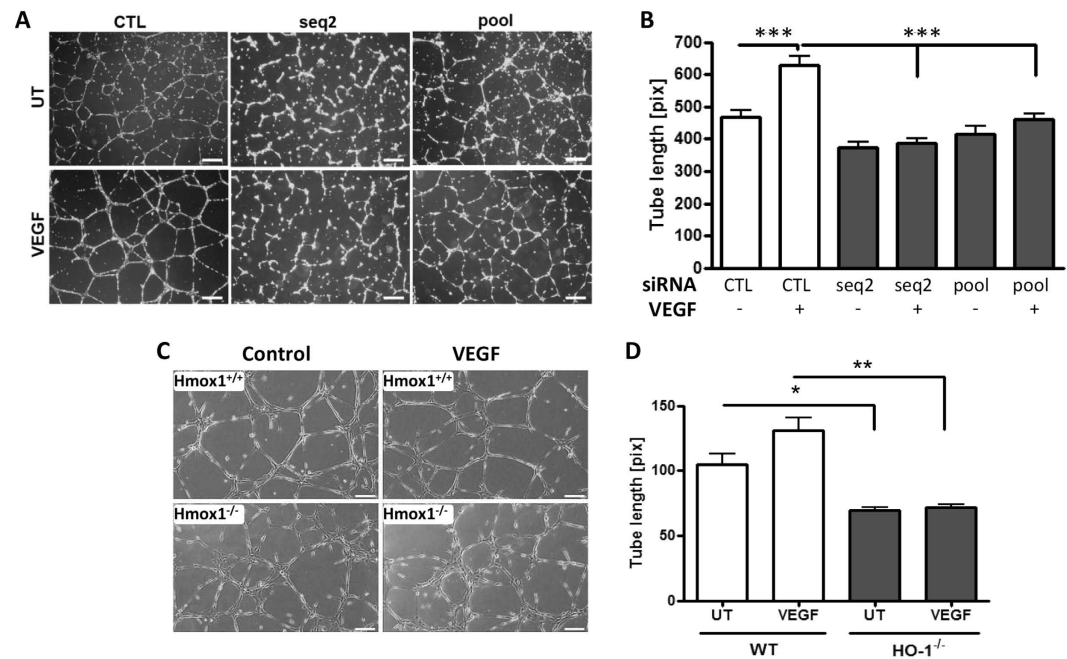 A
CTL seq2 pool
UT
VEGF
B
*** ***
700
600
500
400
300
200
100
0
Tube length [pix]
siRNA CTL CTL seq2 seq2 pool pool
VEGF - + - + - +
C
Control VEGF
Hmox1+/+ Hmox1+/+
Hmox1-/- Hmox1-/-
D
**
*
150
100
50
0
Tube length [pix]
UT VEGF UT VEGF
WT HO-1-/-